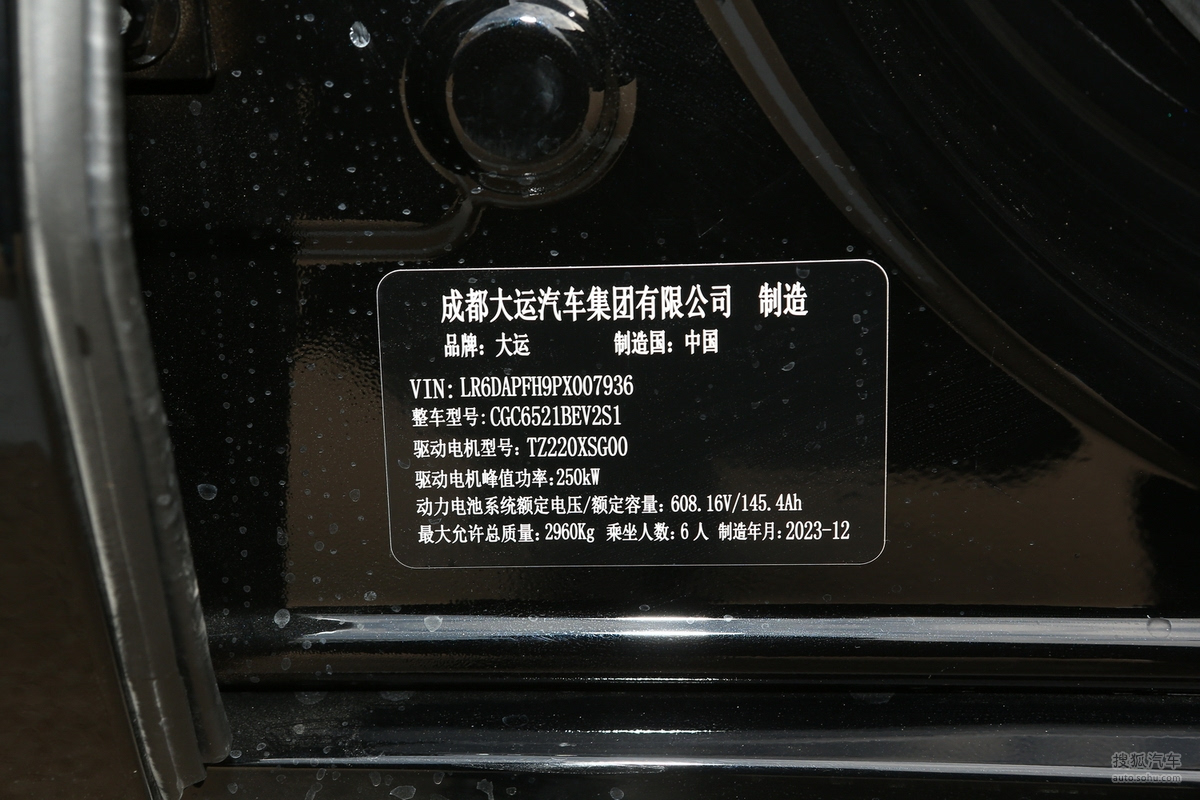 成都大运汽车集团有限公司 制造
品牌：大运 制造国：中国
VIN: LR6DAPFH9PX007936
整车型号: CGC6521BEV2S1
驱动电机型号: TZ220XSG00
驱动电机峰值功率:250kW
动力电池系统额定电压/额定容量: 608.16V/145.4Ah
最大允许总质量: 2960Kg 乘坐人数: 6 人 制造年月: 2023-12
搜狐汽车
auto.sohu.com